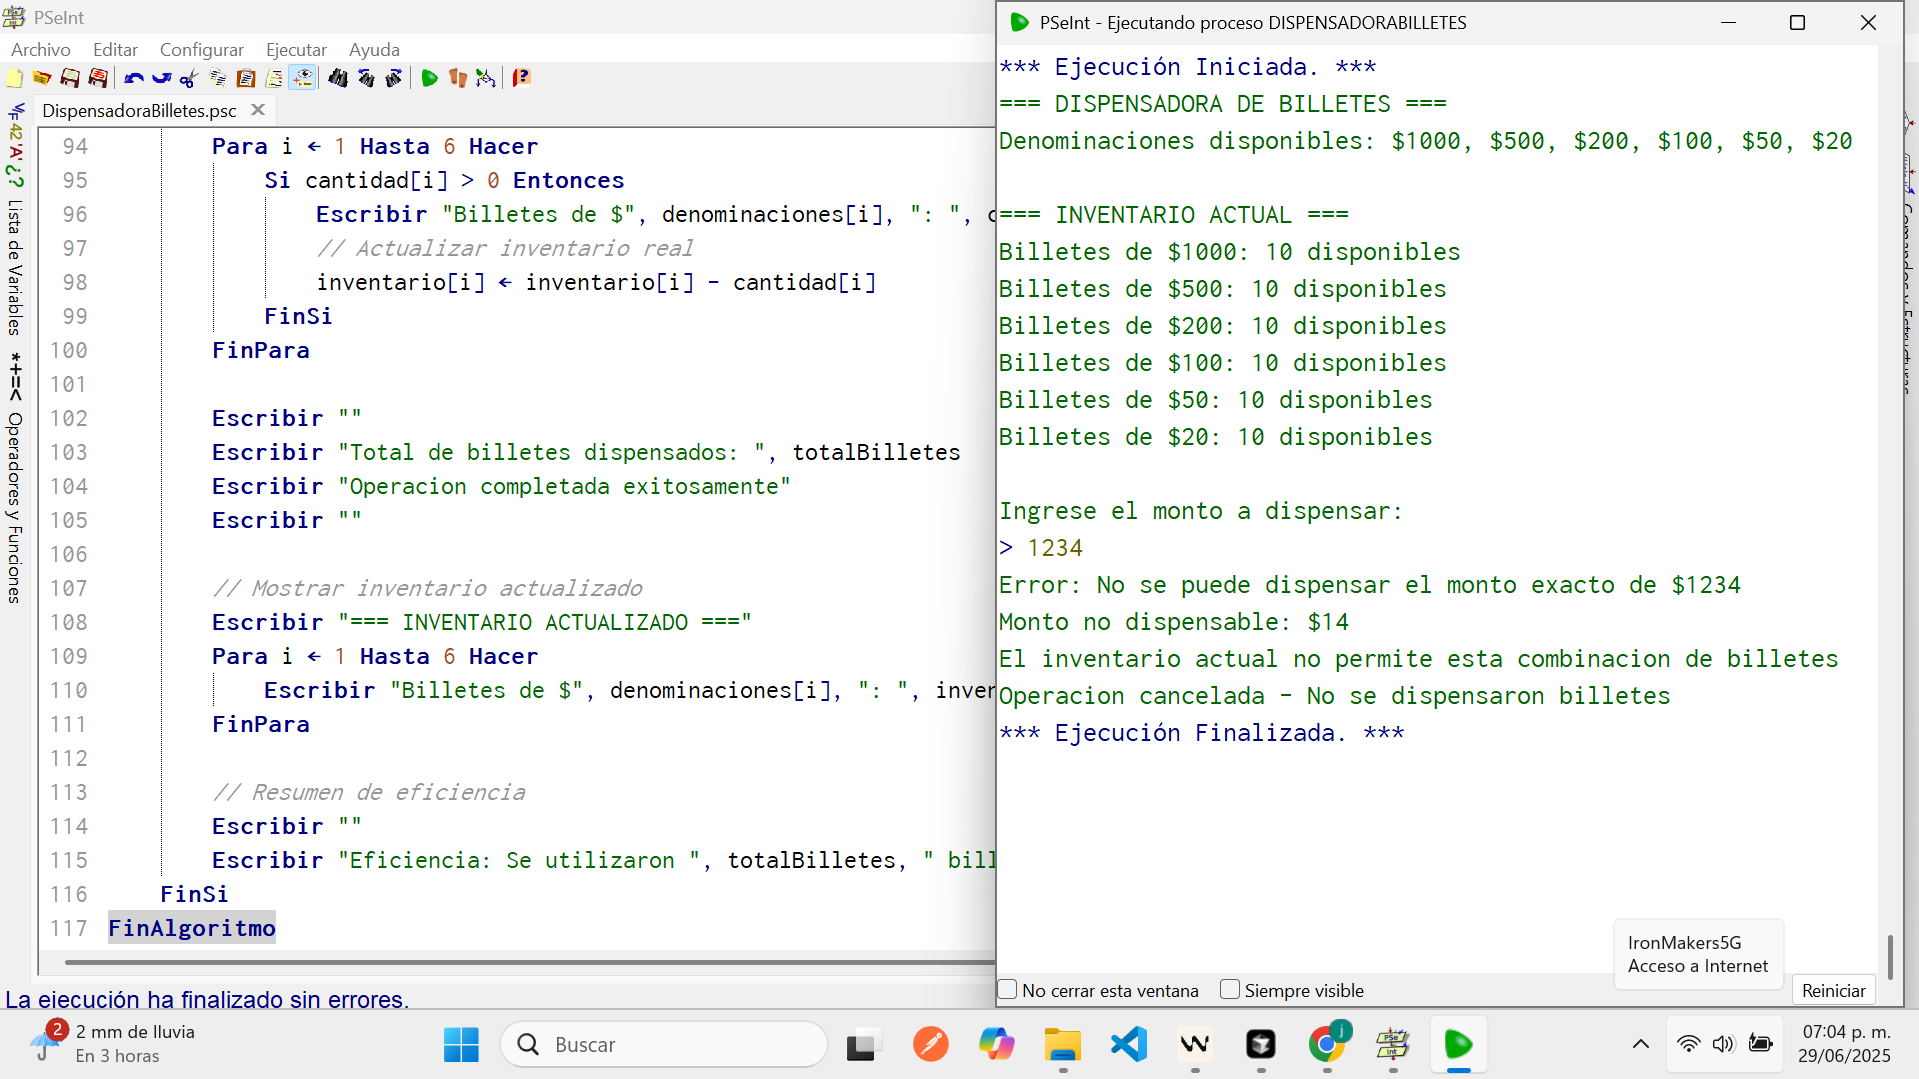 PSeInt
Archivo Editar Configurar Ejecutar Ayuda
DispensadoraBilletes.psc
Lista de Variables
Operadores y Funciones
94 Para i ← 1 Hasta 6 Hacer
95 Si cantidad[i] > 0 Entonces
96 Escribir "Billetes de $", denominaciones[i], ": ", c
97 // Actualizar inventario real
98 inventario[i] ← inventario[i] - cantidad[i]
99 FinSi
100 FinPara
101
102 Escribir ""
103 Escribir "Total de billetes dispensados: ", totalBilletes
104 Escribir "Operacion completada exitosamente"
105 Escribir ""
106
107 // Mostrar inventario actualizado
108 Escribir "=== INVENTARIO ACTUALIZADO ==="
109 Para i ← 1 Hasta 6 Hacer
110 Escribir "Billetes de $", denominaciones[i], ": ", inver
111 FinPara
112
113 // Resumen de eficiencia
114 Escribir ""
115 Escribir "Eficiencia: Se utilizaron ", totalBilletes, " bill
116 FinSi
117 FinAlgoritmo
La ejecución ha finalizado sin errores.
PSeInt - Ejecutando proceso DISPENSADORABILLETES
*** Ejecución Iniciada. ***
=== DISPENSADORA DE BILLETES ===
Denominaciones disponibles: $1000, $500, $200, $100, $50, $20
=== INVENTARIO ACTUAL ===
Billetes de $1000: 10 disponibles
Billetes de $500: 10 disponibles
Billetes de $200: 10 disponibles
Billetes de $100: 10 disponibles
Billetes de $50: 10 disponibles
Billetes de $20: 10 disponibles
Ingrese el monto a dispensar:
> 1234
Error: No se puede dispensar el monto exacto de $1234
Monto no dispensable: $14
El inventario actual no permite esta combinacion de billetes
Operacion cancelada - No se dispensaron billetes
*** Ejecución Finalizada. ***
IronMakers5G
Acceso a Internet
No cerrar esta ventana Siempre visible Reiniciar
2
2 mm de lluvia
En 3 horas
Buscar
07:04 p. m.
29/06/2025